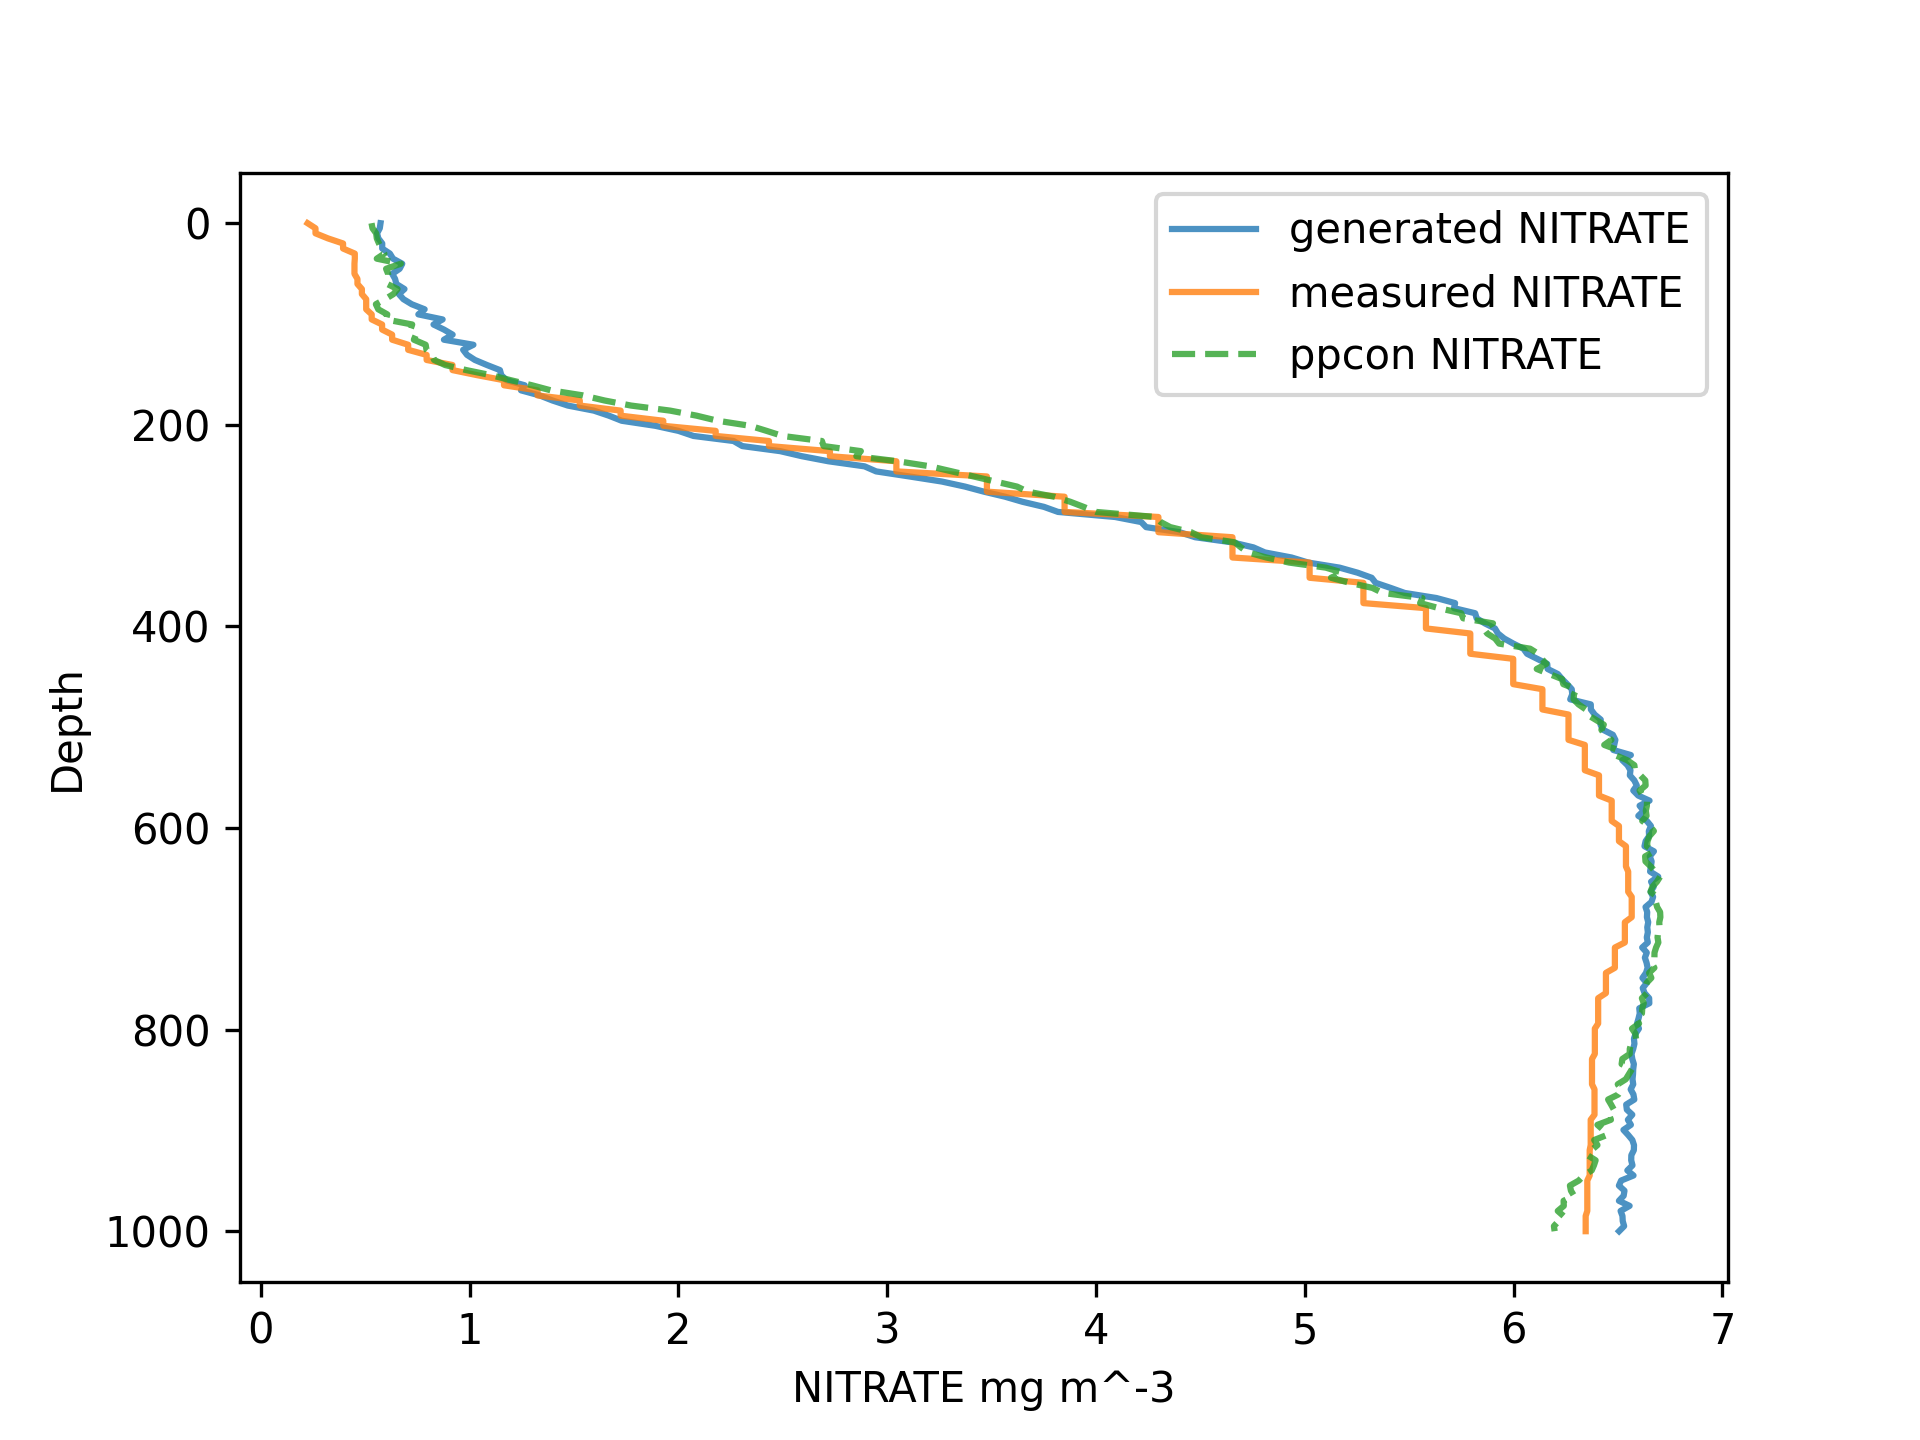 generated NITRATE
measured NITRATE
ppcon NITRATE
0
200
400
600
800
1000
Depth
0 1 2 3 4 5 6 7
NITRATE mg m^-3